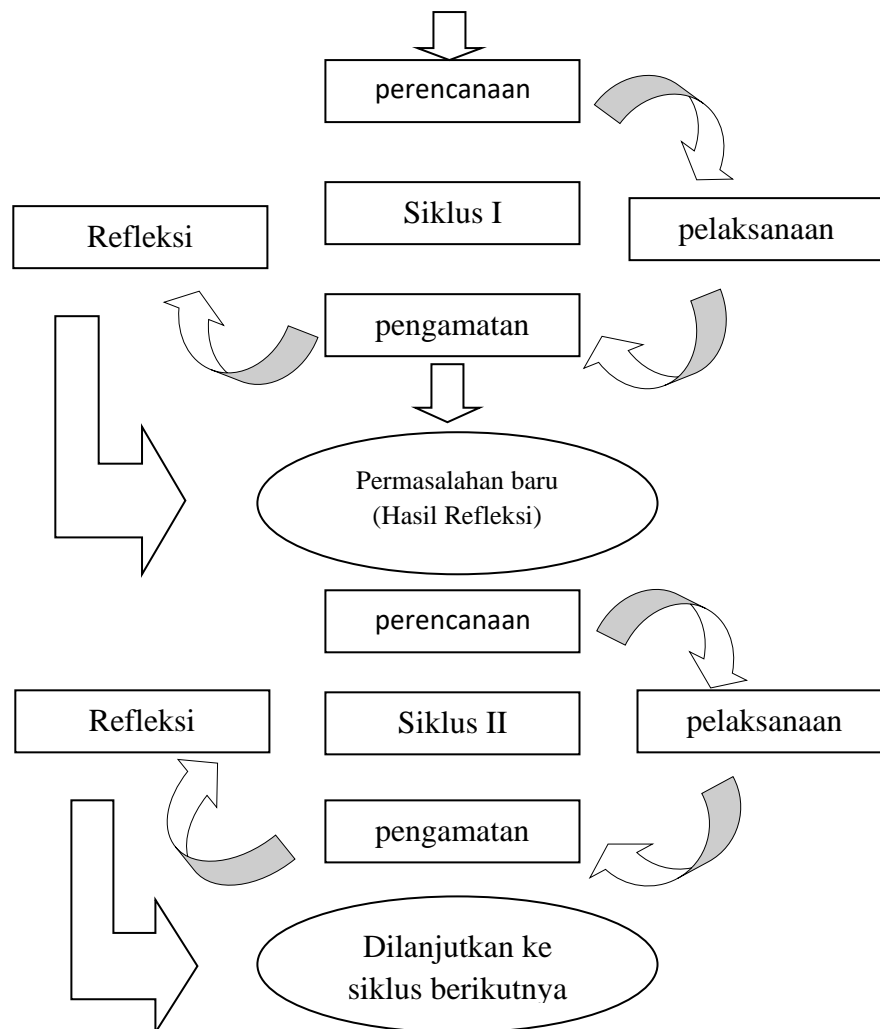 perencanaan
Siklus I
Refleksi
pelaksanaan
pengamatan
Permasalahan baru
(Hasil Refleksi)
perencanaan
Refleksi
Siklus II
pelaksanaan
pengamatan
Dilanjutkan ke
siklus berikutnya